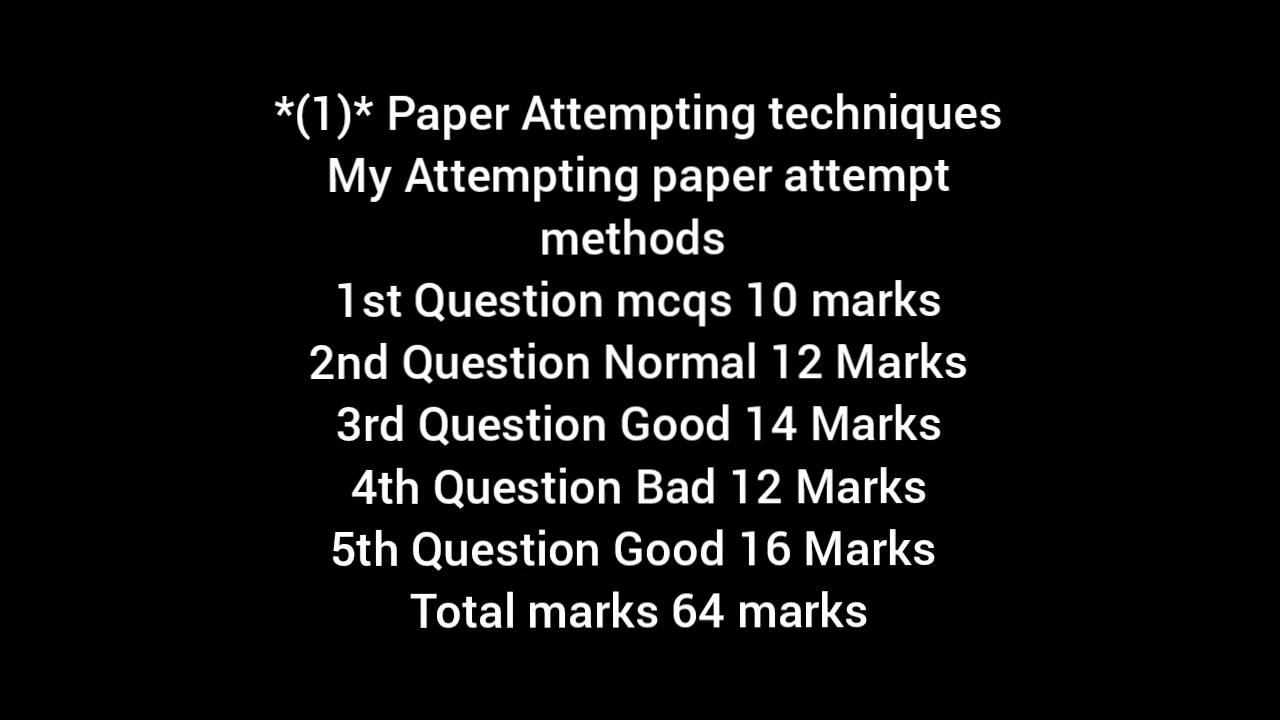 *(1)* Paper Attempting techniques
My Attempting paper attempt
methods
1st Question mcqs 10 marks
2nd Question Normal 12 Marks
3rd Question Good 14 Marks
4th Question Bad 12 Marks
5th Question Good 16 Marks
Total marks 64 marks